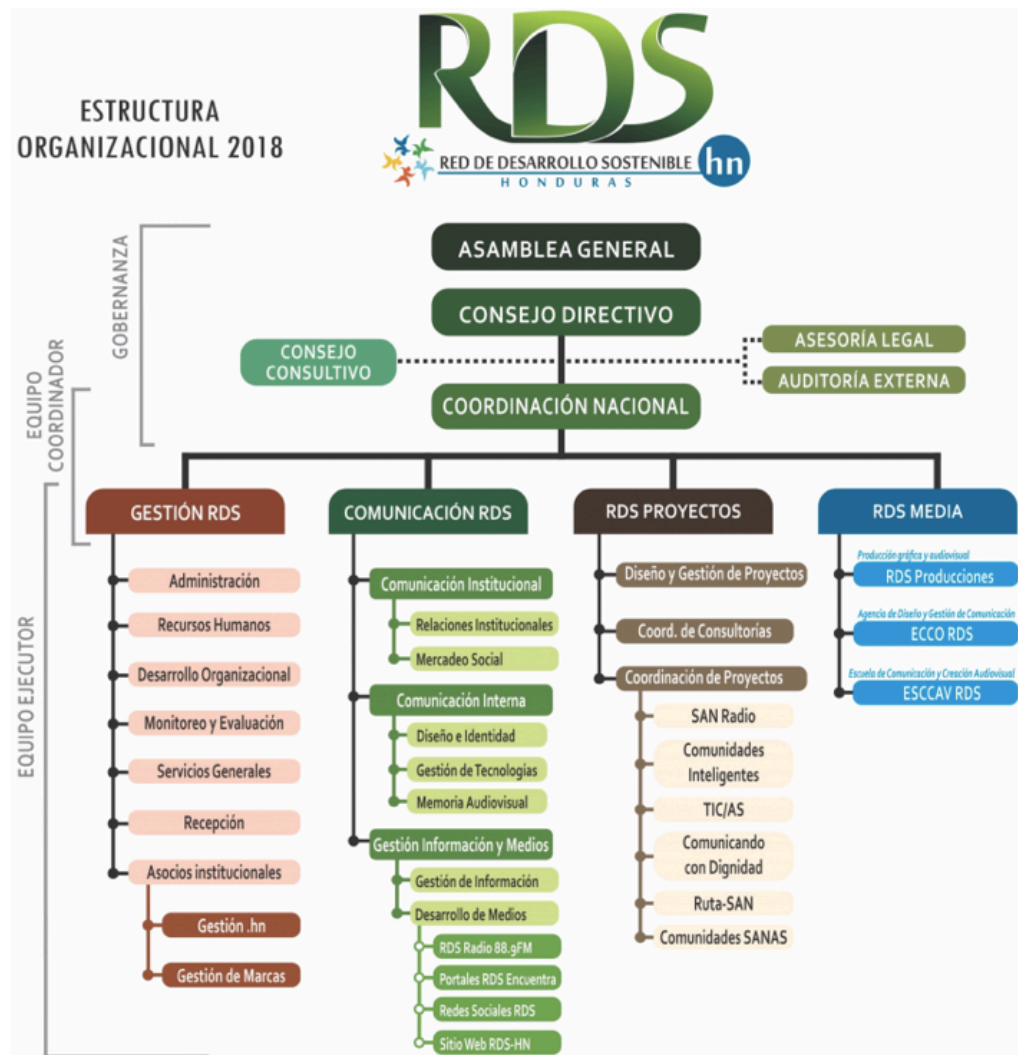 RDS
ESTRUCTURA
ORGANIZACIONAL 2018
RED DE DESARROLLO SOSTENIBLE
hn
HONDURAS
GOBERNANZA
EQUIPO
COORDINADOR
EQUIPO EJECUTOR
ASAMBLEA GENERAL
CONSEJO DIRECTIVO
CONSEJO
CONSULTIVO
ASESORÍA LEGAL
AUDITORÍA EXTERNA
COORDINACIÓN NACIONAL
GESTIÓN RDS
Administración
Recursos Humanos
Desarrollo Organizacional
Monitoreo y Evaluación
Servicios Generales
Recepción
Asocios institucionales
Gestión .hn
Gestión de Marcas
COMUNICACIÓN RDS
Comunicación Institucional
Relaciones Institucionales
Mercadeo Social
Comunicación Interna
Diseño e Identidad
Gestión de Tecnologías
Memoria Audiovisual
Gestión Información y Medios
Gestión de Información
Desarrollo de Medios
RDS Radio 88.9FM
Portales RDS Encuentra
Redes Sociales RDS
Sitio Web RDS-HN
RDS PROYECTOS
Diseño y Gestión de Proyectos
Coord. de Consultorías
Coordinación de Proyectos
SAN Radio
Comunidades
Inteligentes
TIC/AS
Comunicando
con Dignidad
Ruta-SAN
Comunidades SANAS
RDS MEDIA
Producción gráfica y audiovisual
RDS Producciones
Agencia de Diseño y Gestión de Comunicación
ECCO RDS
Escuela de Comunicación y Creación Audiovisual
ESCCAV RDS